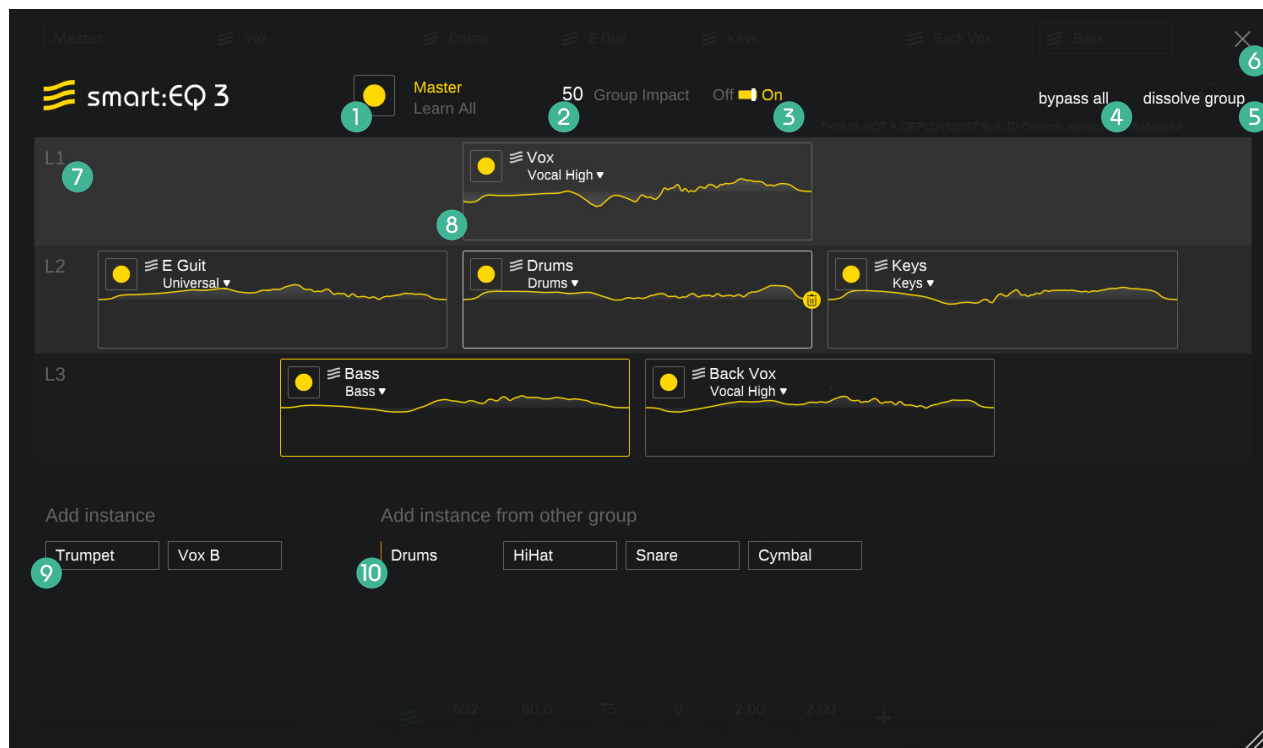 Master Vox Drums E Guit Keys Back Vox Bass
smart:EQ 3
Master
Learn All
50 Group Impact Off On
bypass all
dissolve group
1
2
3
4
5
6
L1
7
Vox
Vocal High ▾
8
L2
E Guit
Universal ▾
Drums
Drums ▾
Keys
Keys ▾
L3
Bass
Bass ▾
Back Vox
Vocal High ▾
Add instance
Trumpet
Vox B
9
Add instance from other group
Drums
HiHat
Snare
Cymbal
10
632 60.0 75 0 2.00 2.00 +
THIS IS NOT A DEPLOYMENT BUILD! Commit: